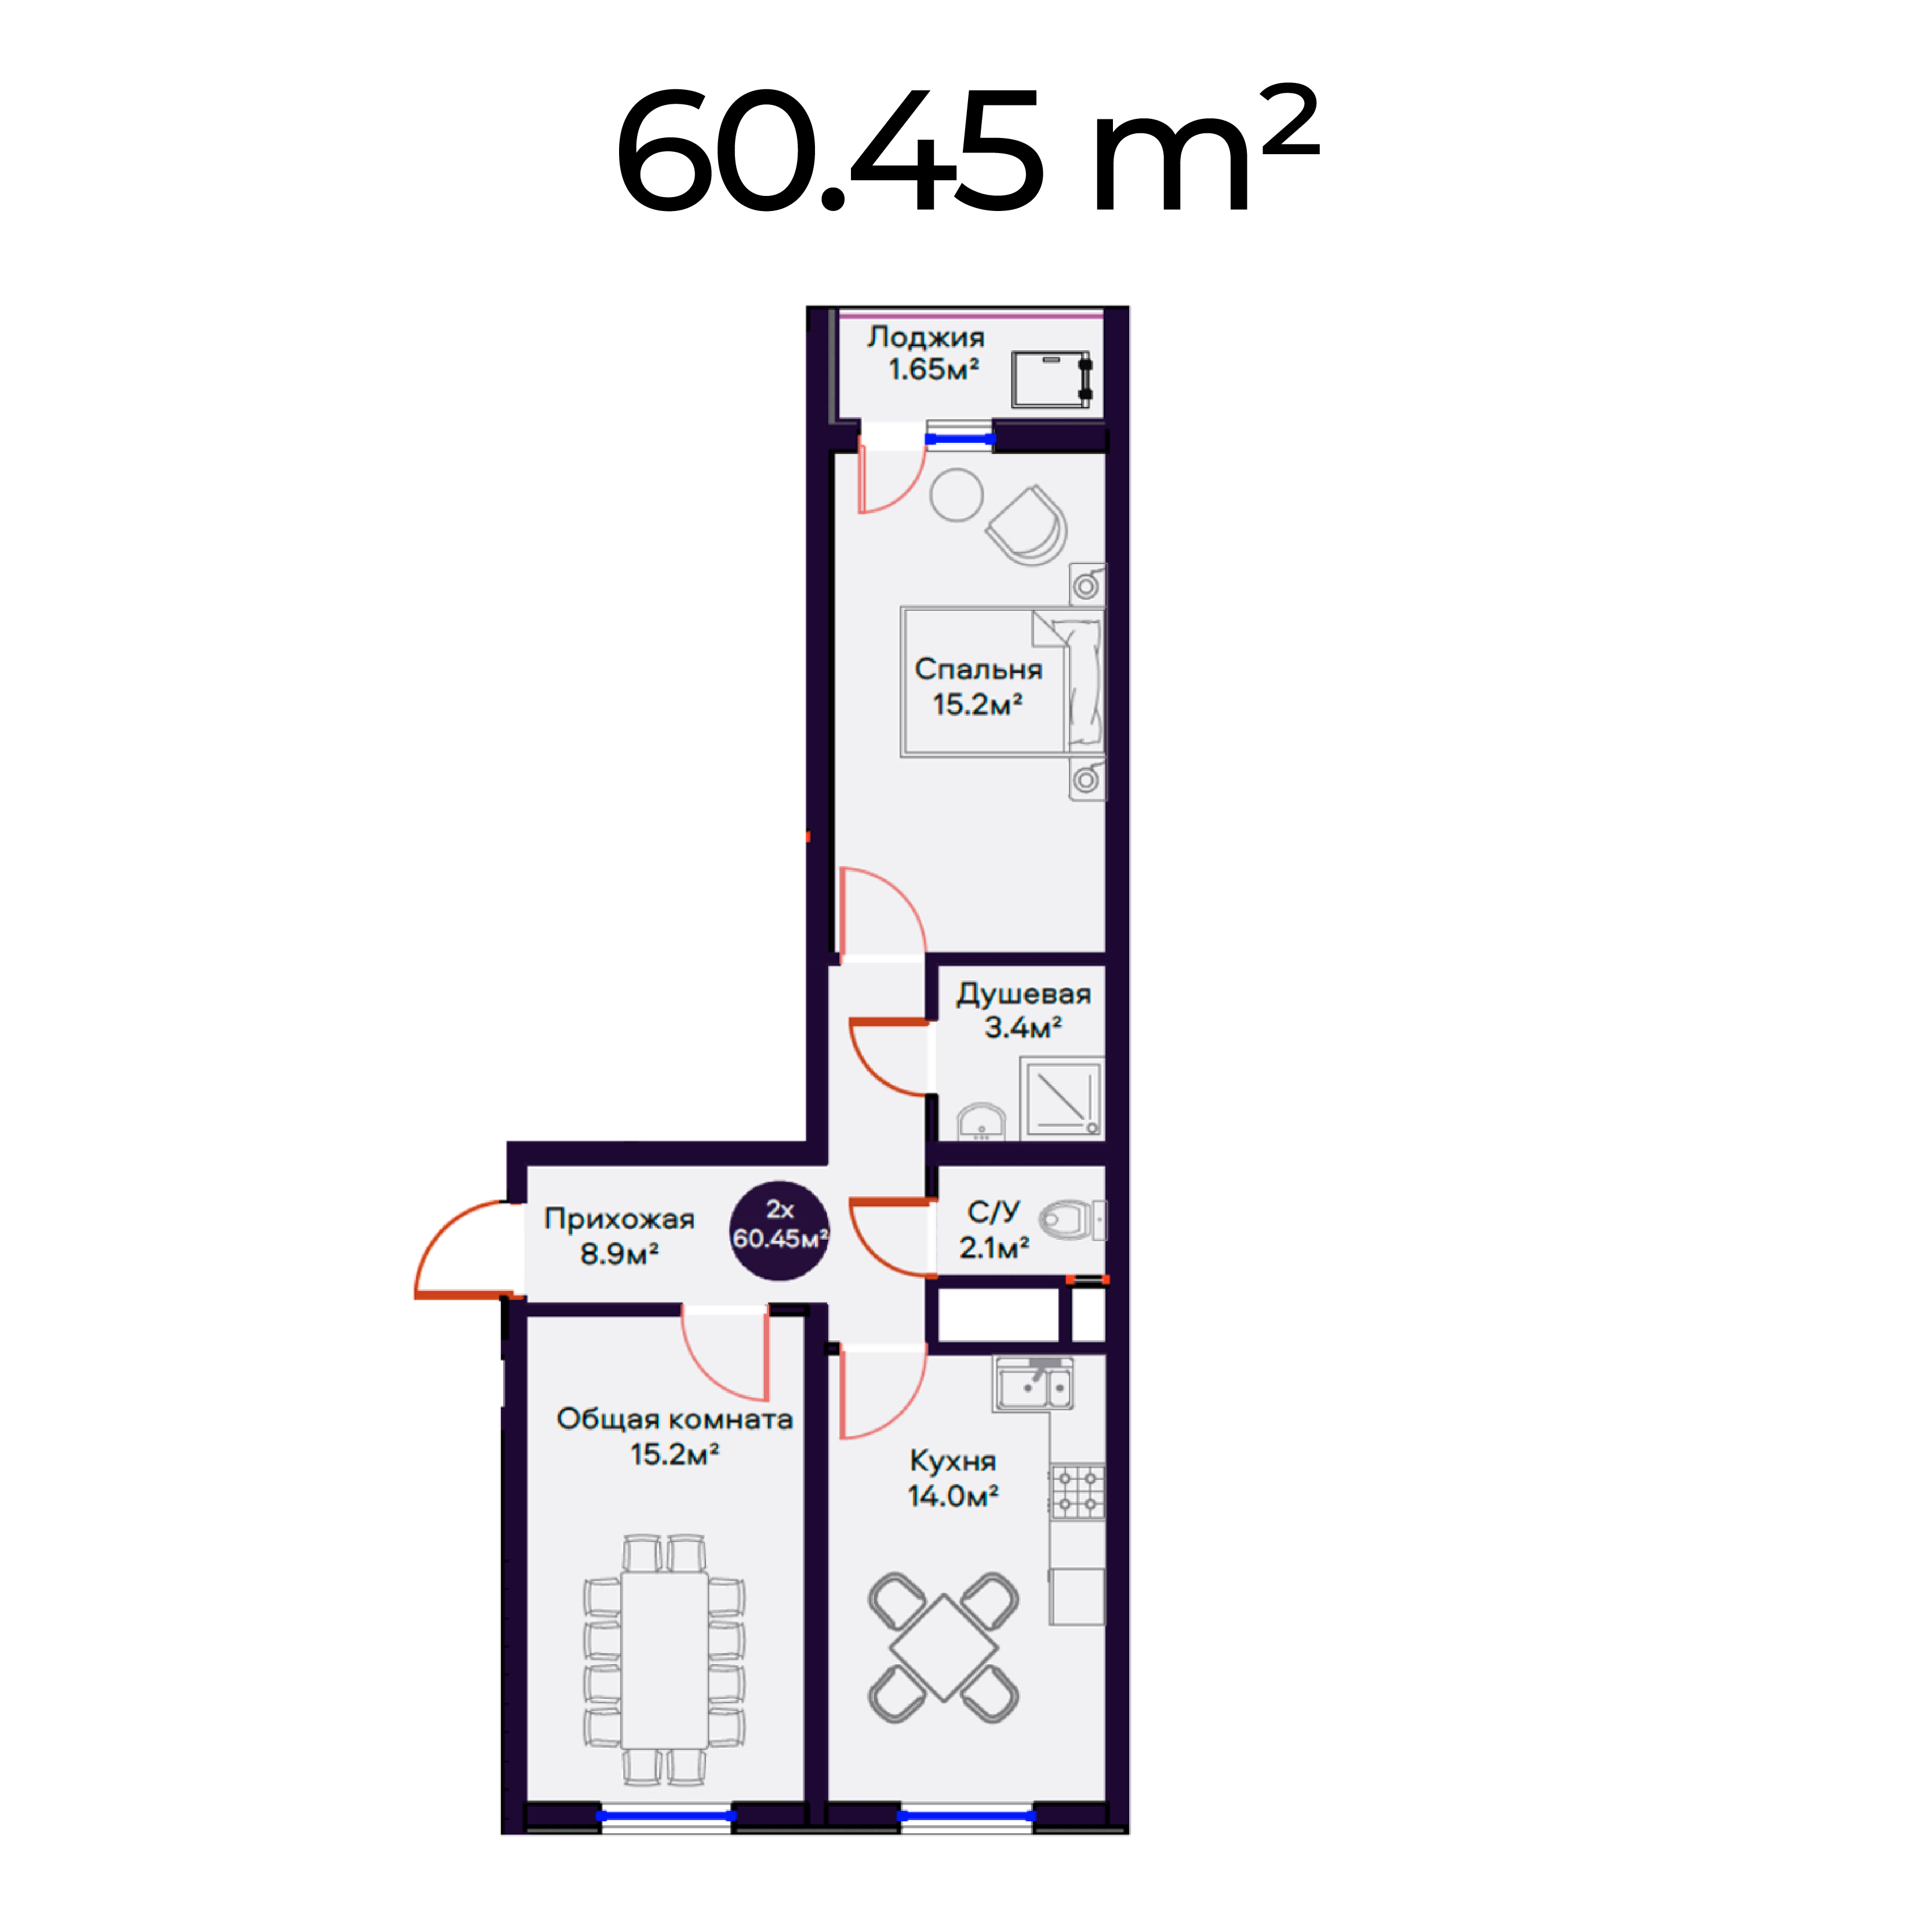 60.45 m²
Лоджия
1.65м²
Спальня
15.2м²
Душевая
3.4м²
С/У
2.1м²
Прихожая
8.9м²
2х
60.45м²
Общая комната
15.2м²
Кухня
14.0м²